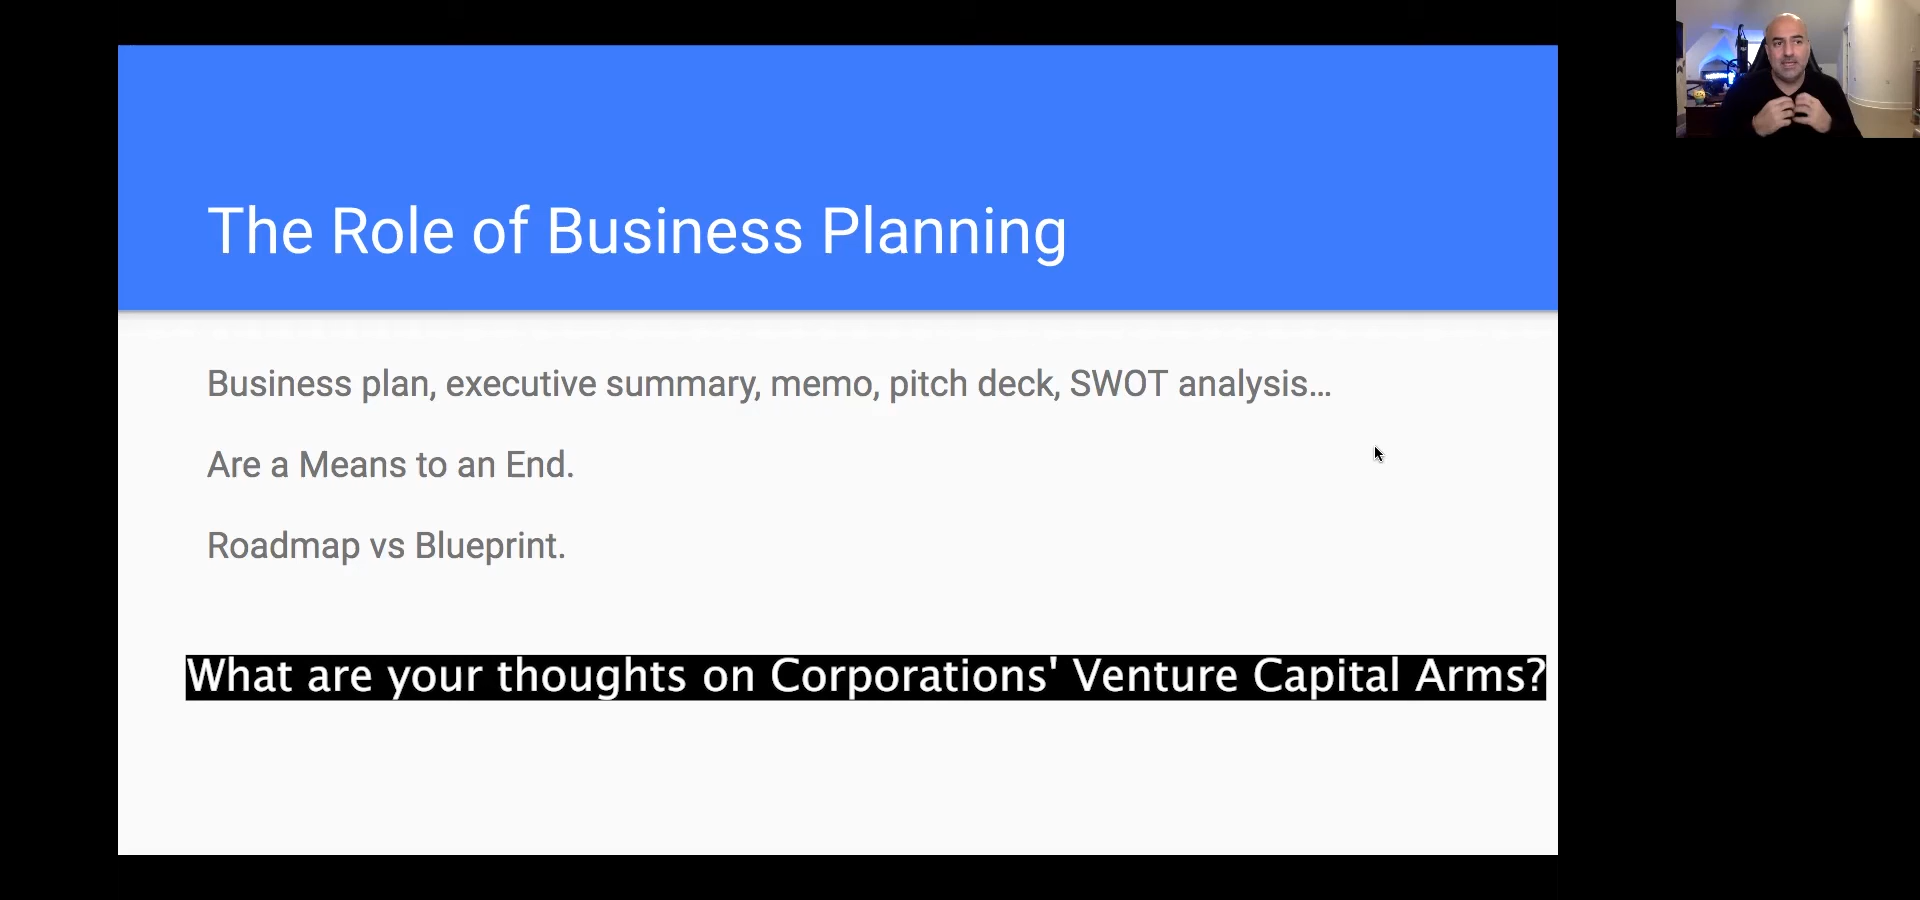 The Role of Business Planning
Business plan, executive summary, memo, pitch deck, SWOT analysis…
Are a Means to an End.
Roadmap vs Blueprint.
What are your thoughts on Corporations' Venture Capital Arms?